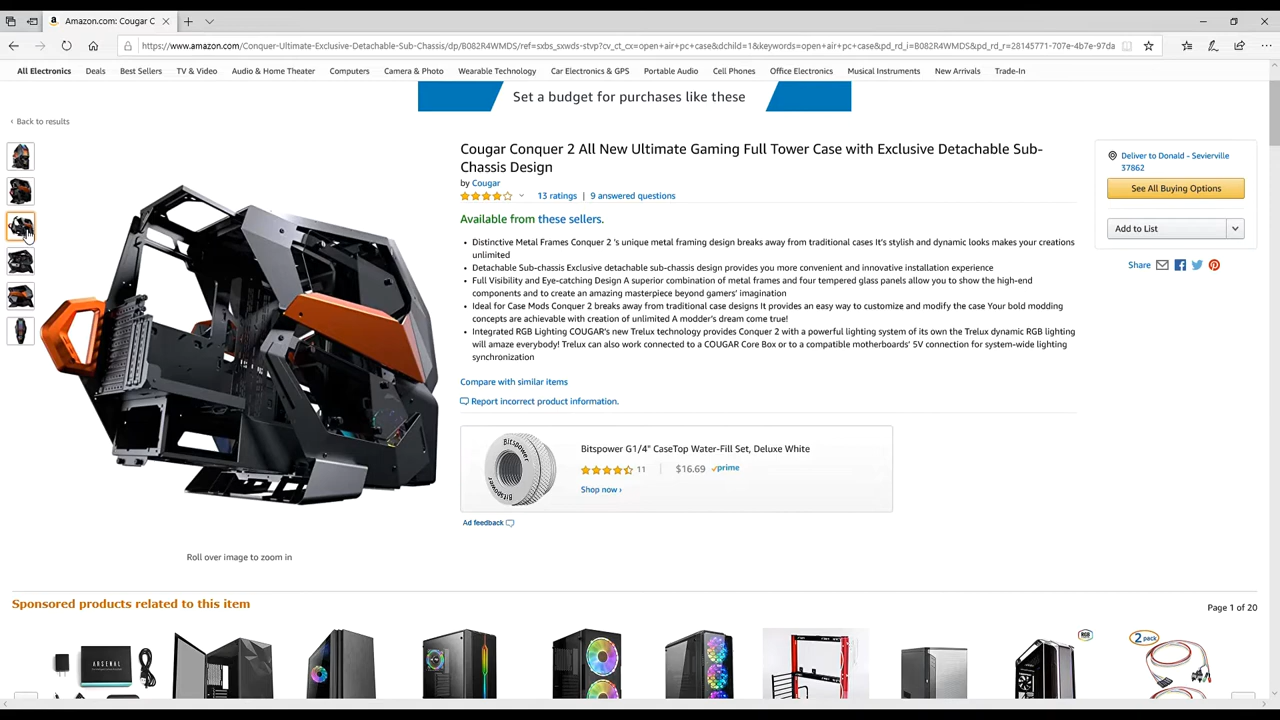 Amazon.com: Cougar C
https://www.amazon.com/Conquer-Ultimate-Exclusive-Detachable-Sub-Chassis/dp/B082R4WMDS/ref=sxbs_sxwds-stvp?cv_ct_cx=open+air+pc+case&dchild=1&keywords=open+air+pc+case&pd_rd_i=B082R4WMDS&pd_rd_r=28145771-707e-4b7e-97da
All Electronics Deals Best Sellers TV & Video Audio & Home Theater Computers Camera & Photo Wearable Technology Car Electronics & GPS Portable Audio Cell Phones Office Electronics Musical Instruments New Arrivals Trade-In
Set a budget for purchases like these
‹ Back to results
Cougar Conquer 2 All New Ultimate Gaming Full Tower Case with Exclusive Detachable Sub-
Chassis Design
by Cougar
13 ratings | 9 answered questions
Available from these sellers.
• Distinctive Metal Frames Conquer 2 's unique metal framing design breaks away from traditional cases It's stylish and dynamic looks makes your creations
unlimited
• Detachable Sub-chassis Exclusive detachable sub-chassis design provides you more convenient and innovative installation experience
• Full Visibility and Eye-catching Design A superior combination of metal frames and four tempered glass panels allow you to show the high-end
components and to create an amazing masterpiece beyond gamers' imagination
• Ideal for Case Mods Conquer 2 breaks away from traditional case designs It provides an easy way to customize and modify the case Your bold modding
concepts are achievable with creation of unlimited A modder's dream come true!
• Integrated RGB Lighting COUGAR's new Trelux technology provides Conquer 2 with a powerful lighting system of its own the Trelux dynamic RGB lighting
will amaze everybody! Trelux can also work connected to a COUGAR Core Box or to a compatible motherboards' 5V connection for system-wide lighting
synchronization
Compare with similar items
Report incorrect product information.
Deliver to Donald - Sevierville
37862
See All Buying Options
Add to List
Share
Bitspower
Bitspower
Bitspower G1/4" CaseTop Water-Fill Set, Deluxe White
11 | $16.69 prime
Shop now ›
Ad feedback
Roll over image to zoom in
Sponsored products related to this item
Page 1 of 20
ARSENAL
RGB
2 pack